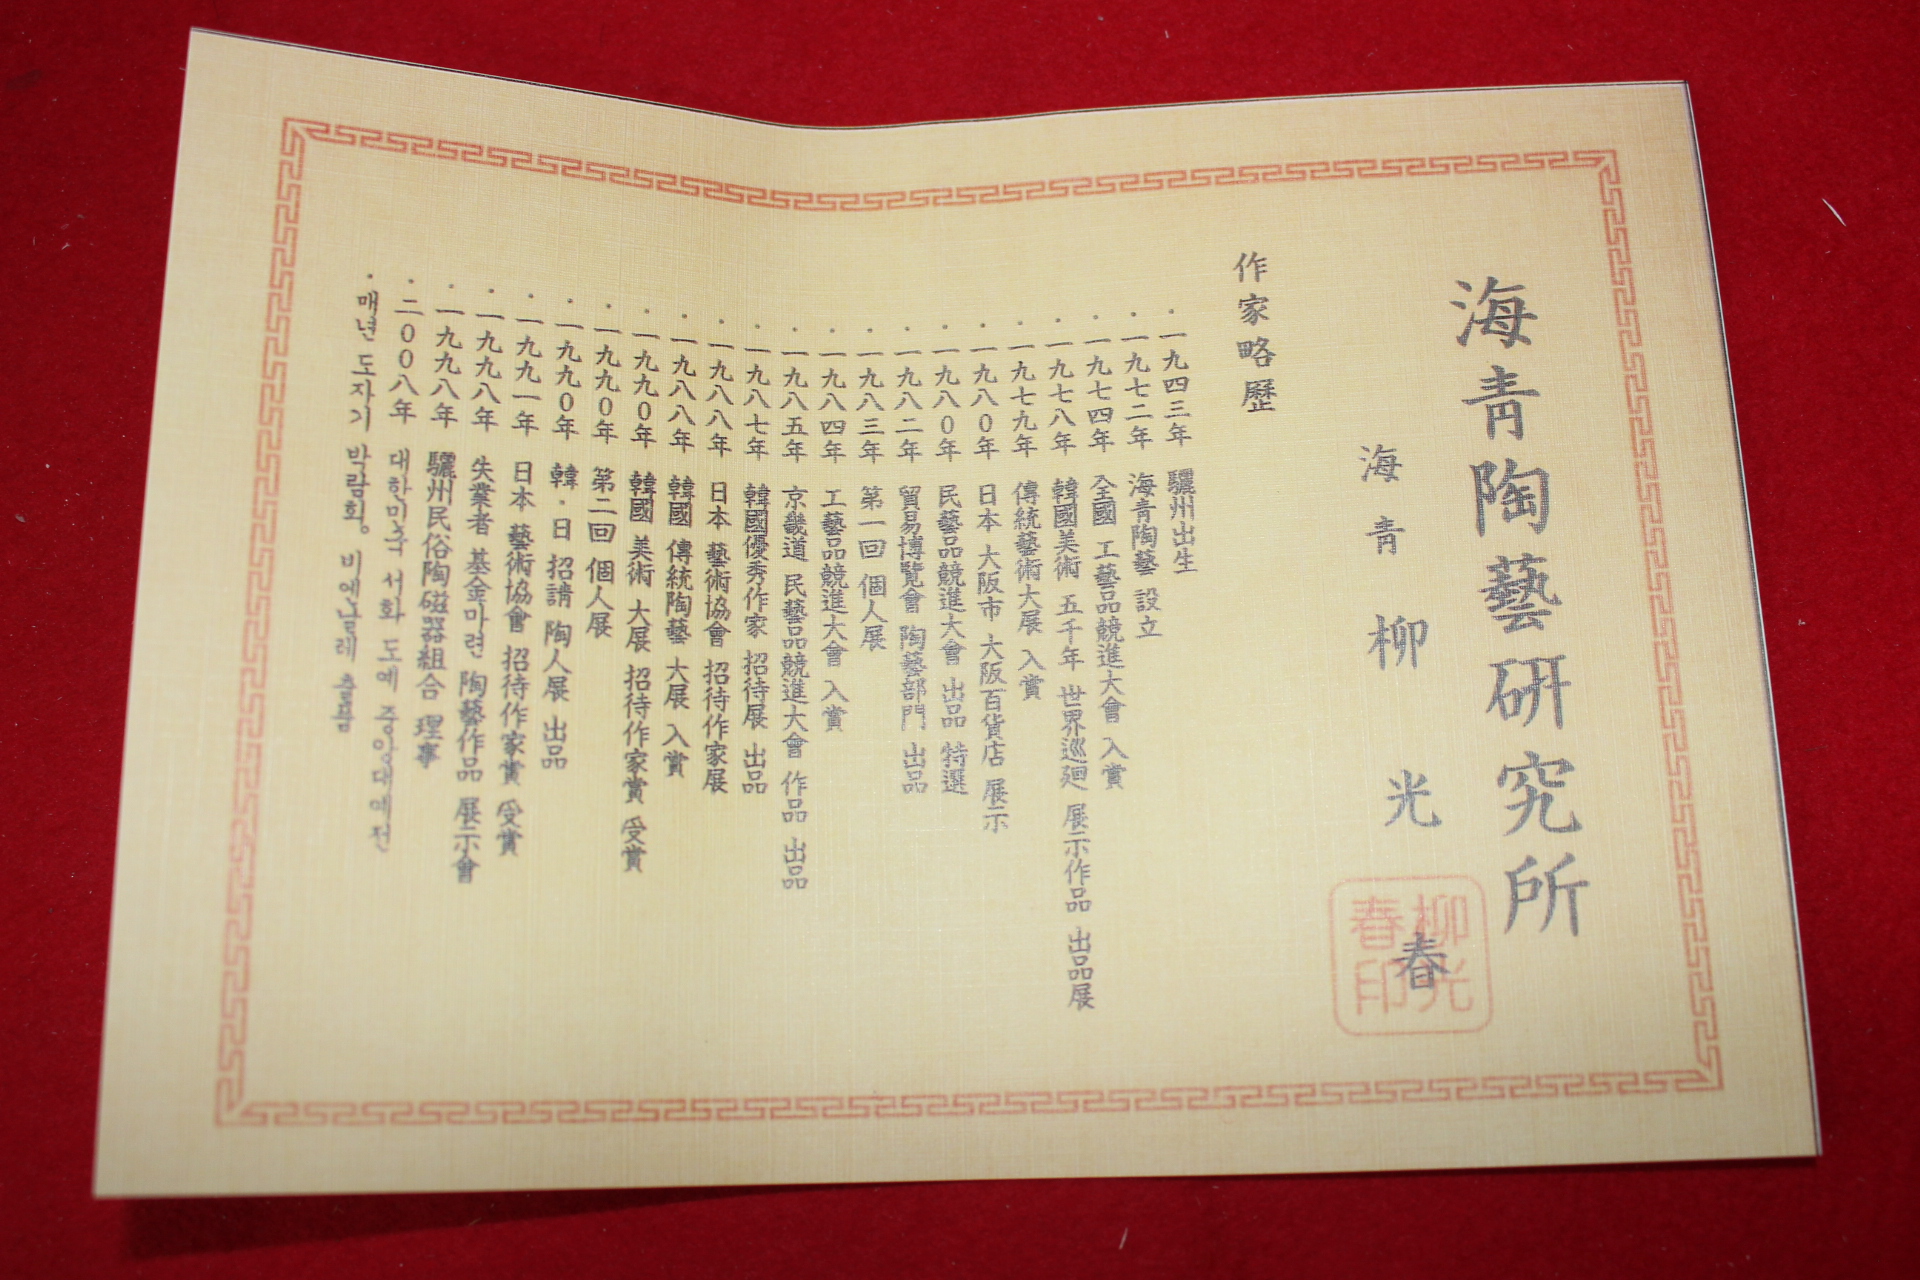 海青陶藝硏究所
海青 柳光春
柳光
春印
作家略歷
· 一九四三年 驪州出生
· 一九七二年 海青陶藝 設立
· 一九七四年 全國 工藝品競進大會 入賞
· 一九七八年 韓國美術 五千年 世界巡廻 展示作品 出品展
· 一九七九年 傳統藝術大展 入賞
· 一九八0年 日本 大阪市 大阪百貨店 展示
· 一九八0年 民藝品競進大會 出品 特選
· 一九八二年 貿易博覽會 陶藝部門 出品
· 一九八三年 第一回 個人展
· 一九八四年 工藝品競進大會 入賞
· 一九八五年 京畿道 民藝品競進大會 作品 出品
· 一九八七年 韓國優秀作家 招待展 出品
· 一九八八年 日本 藝術協會 招待作家展
· 一九八八年 韓國 傳統陶藝 大展 入賞
· 一九九0年 韓國 美術 大展 招待作家賞 受賞
· 一九九0年 第二回 個人展
· 一九九0年 韓·日 招請 陶人展 出品
· 一九九一年 日本 藝術協會 招待作家賞 受賞
· 一九九八年 失業者 基金마련 陶藝作品 展示會
· 一九九八年 驪州民俗陶磁器組合 理事
· 二00八年 대한민국 서화 도예 중앙대예전
· 매년 도자기 박람회。 비엔날레 출품